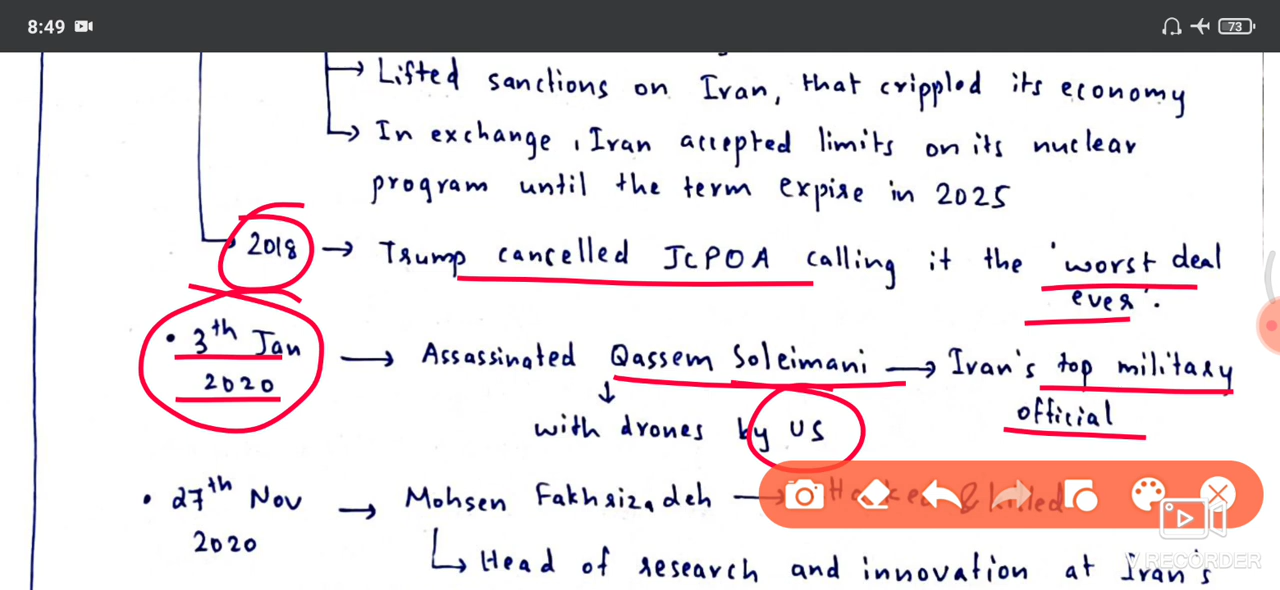 8:49
73
→ Lifted sanctions on Iran, that crippled its economy
→ In exchange, Iran accepted limits on its nuclear
program until the term expire in 2025
2018 → Trump cancelled JCPOA calling it the 'worst deal
ever'.
• 3th Jan → Assassinated Qassem Soleimani → Iran's top military
2020
official
with drones by US
• 27th Nov → Mohsen Fakhrizadeh → & killed
2020
Head of research and innovation at Iran's
V RECORDER